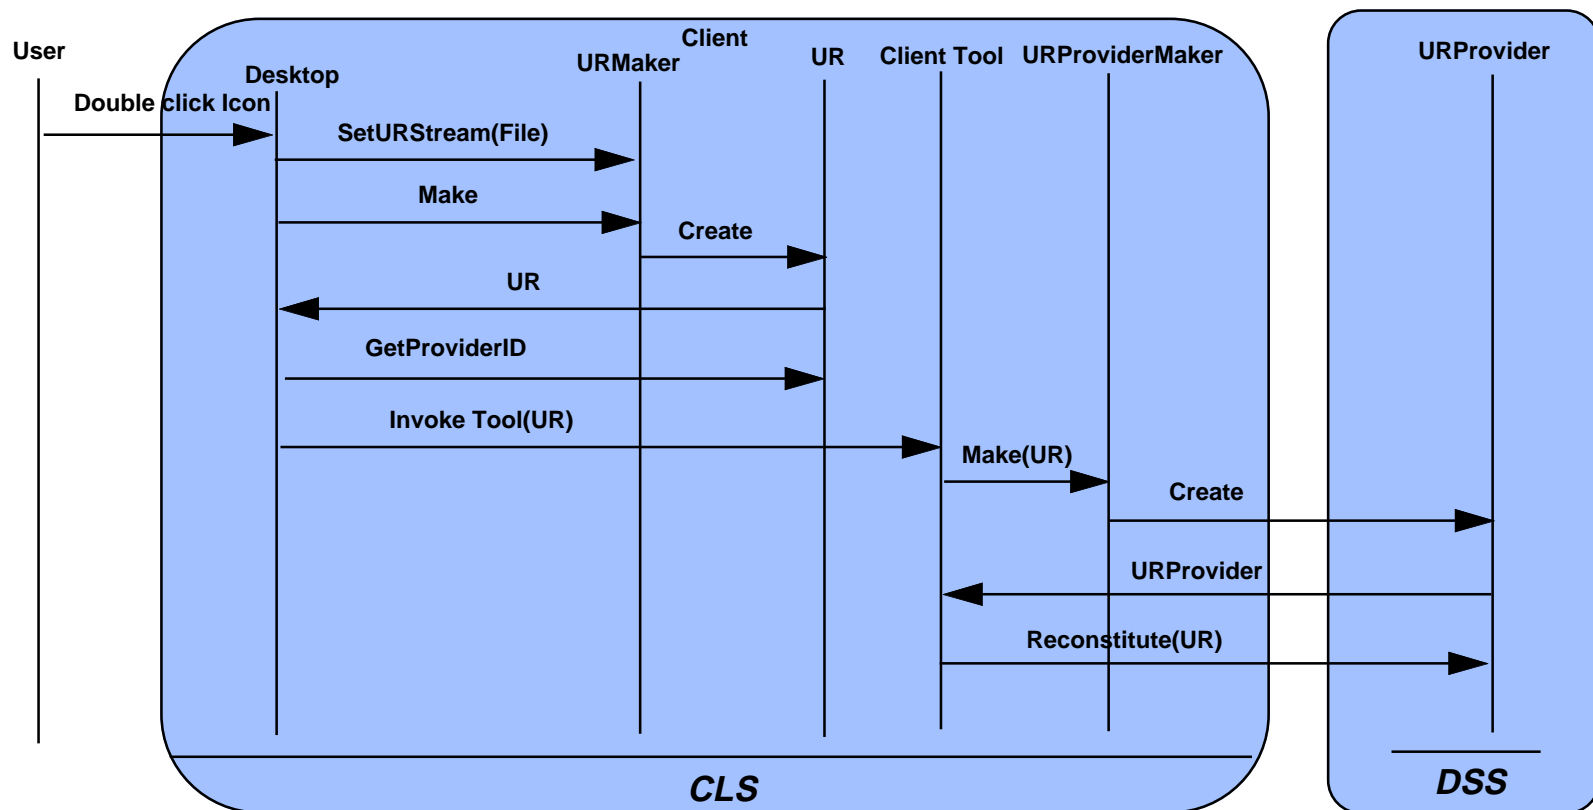 Client
User
Desktop
URMaker
UR
Client Tool
URProviderMaker
URProvider
Double click Icon
SetURStream(File)
Make
Create
UR
GetProviderID
Invoke Tool(UR)
Make(UR)
Create
URProvider
Reconstitute(UR)
CLS
DSS